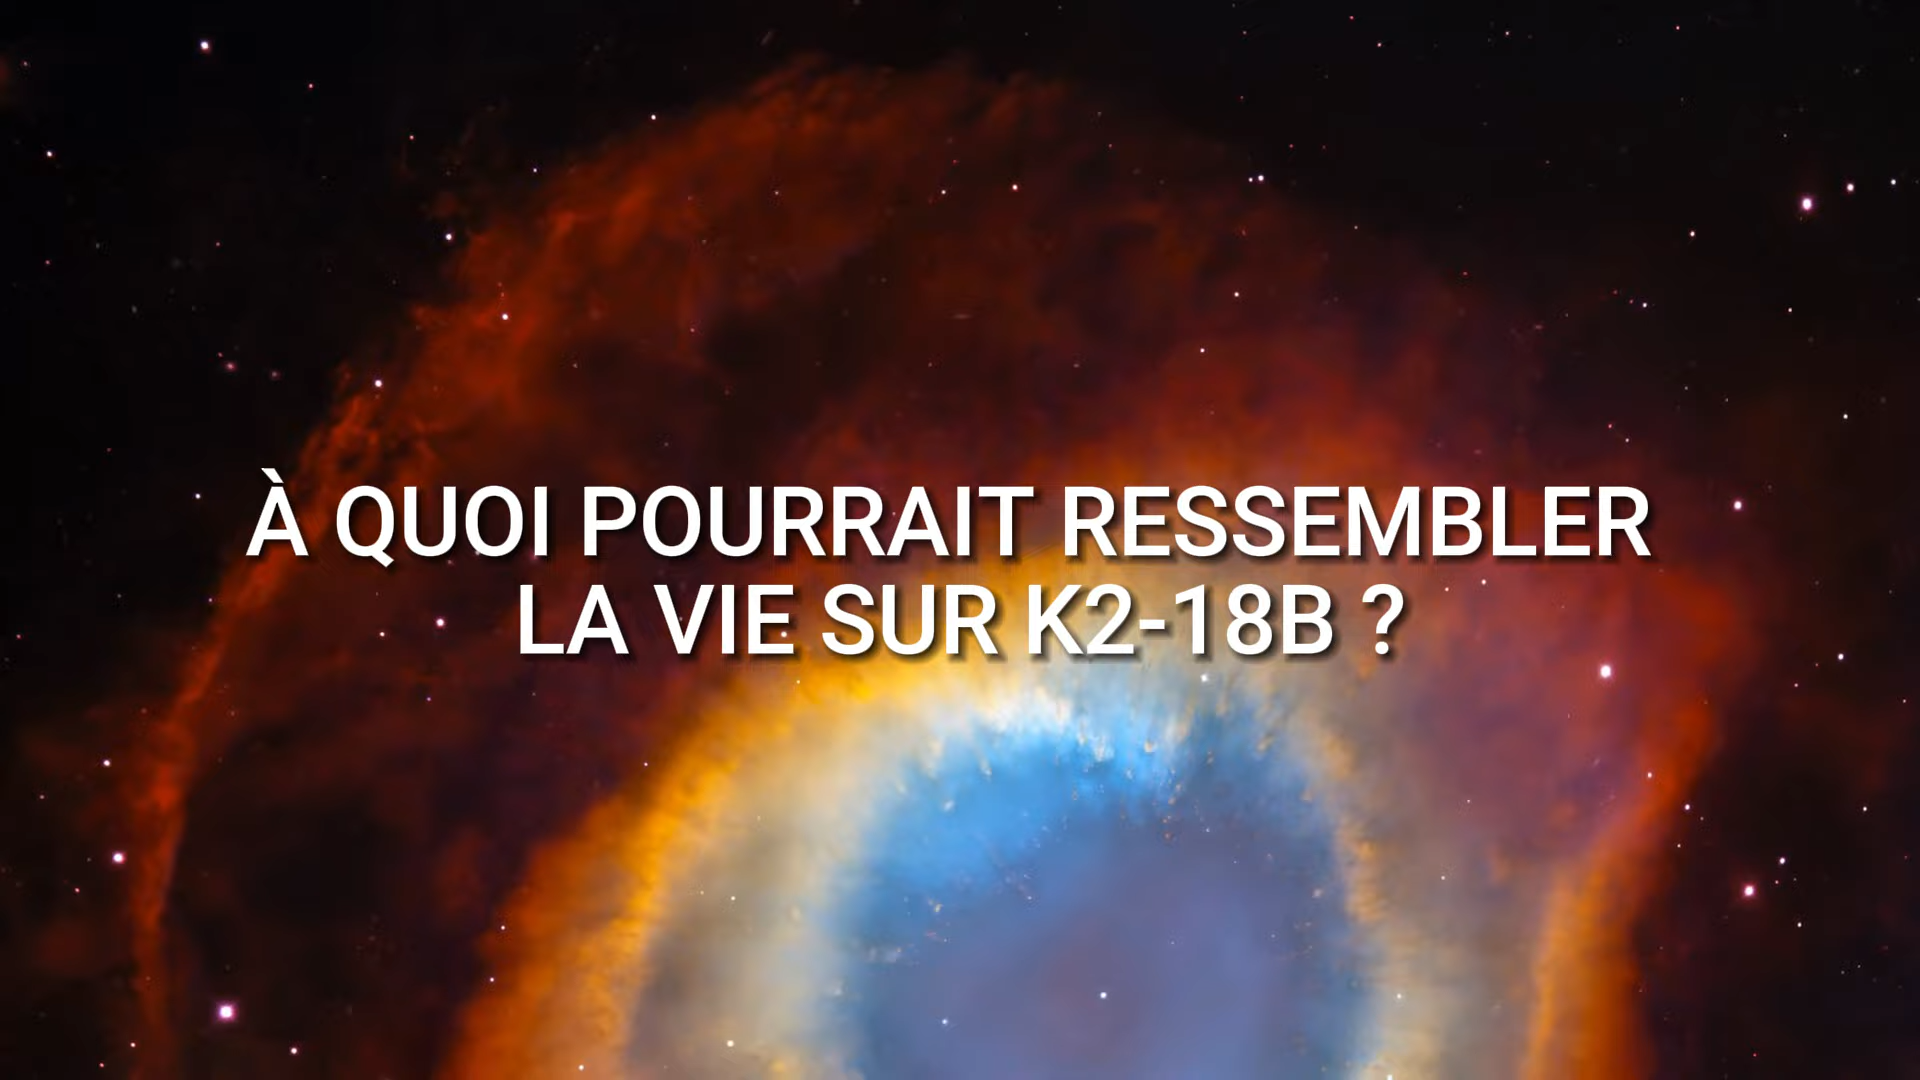 À QUOI POURRAIT RESSEMBLER
LA VIE SUR K2-18B ?